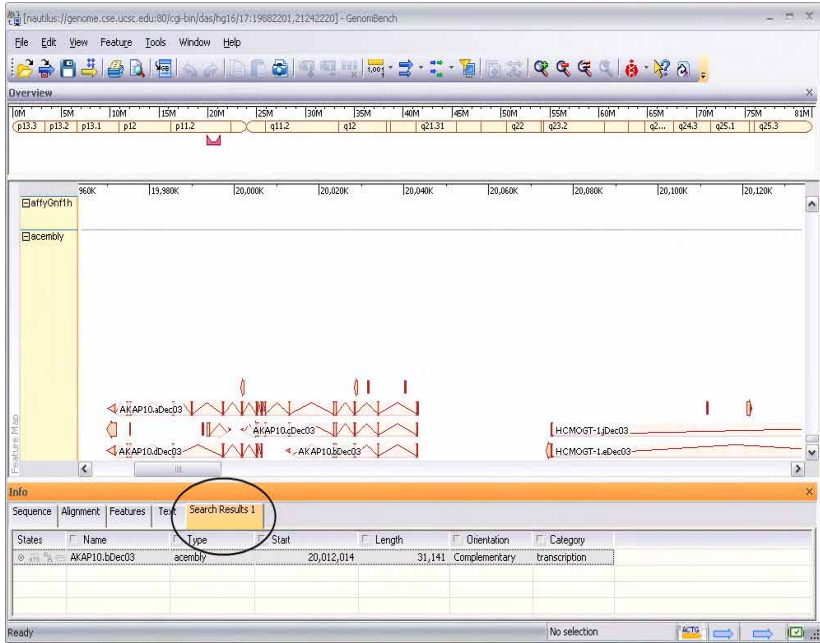 [nautilus://genome.cse.ucsc.edu:80/cgi-bin/das/hg16/17:19882201,21242220] - GenomBench
File Edit View Feature Tools Window Help
1,001
Overview
0M 5M 10M 15M 20M 25M 30M 35M 40M 45M 50M 55M 60M 65M 70M 75M 81M
p13.3 p13.2 p13.1 p12 p11.2 q11.2 q12 q21.31 q22 q23.2 q2... q24.3 q25.1 q25.3
960K 19,980K 20,000K 20,020K 20,040K 20,060K 20,080K 20,100K 20,120K
affyGnf1h
acembly
AKAP10.aDec03
AKAP10.cDec03 HCMOGT-1.jDec03
AKAP10.dDec03 AKAP10.bDec03 HCMOGT-1.eDec03
Feature Map
Info
Sequence Alignment Features Text Search Results 1
States Name Type Start Length Orientation Category
AKAP10.bDec03 acembly 20,012,014 31,141 Complementary transcription
Ready No selection ACTG